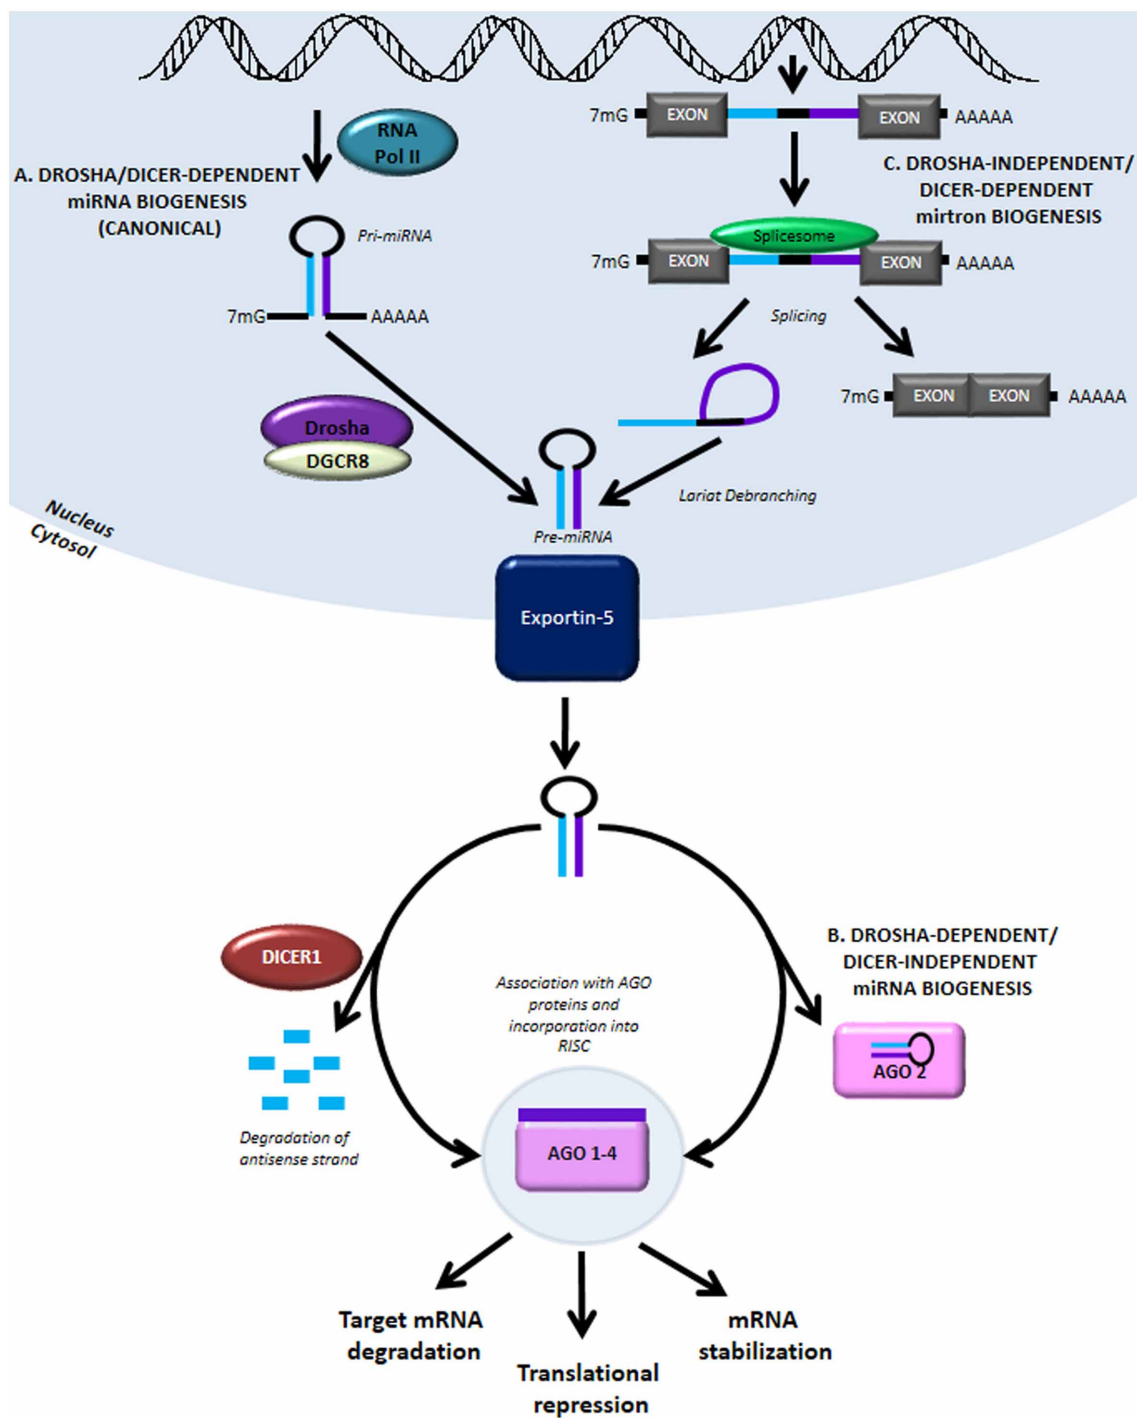 7mG EXON EXON AAAAA
RNA
Pol II
A. DROSHA/DICER-DEPENDENT
miRNA BIOGENESIS
(CANONICAL)
C. DROSHA-INDEPENDENT/
DICER-DEPENDENT
mirtron BIOGENESIS
Pri-miRNA
Splicesome
7mG EXON EXON AAAAA
7mG AAAAA
Splicing
7mG EXON EXON AAAAA
Drosha
DGCR8
Lariat Debranching
Nucleus
Cytosol
Pre-miRNA
Exportin-5
DICER1
B. DROSHA-DEPENDENT/
DICER-INDEPENDENT
miRNA BIOGENESIS
Association with AGO
proteins and
incorporation into
RISC
AGO 2
Degradation of
antisense strand
AGO 1-4
Target mRNA
degradation
mRNA
stabilization
Translational
repression